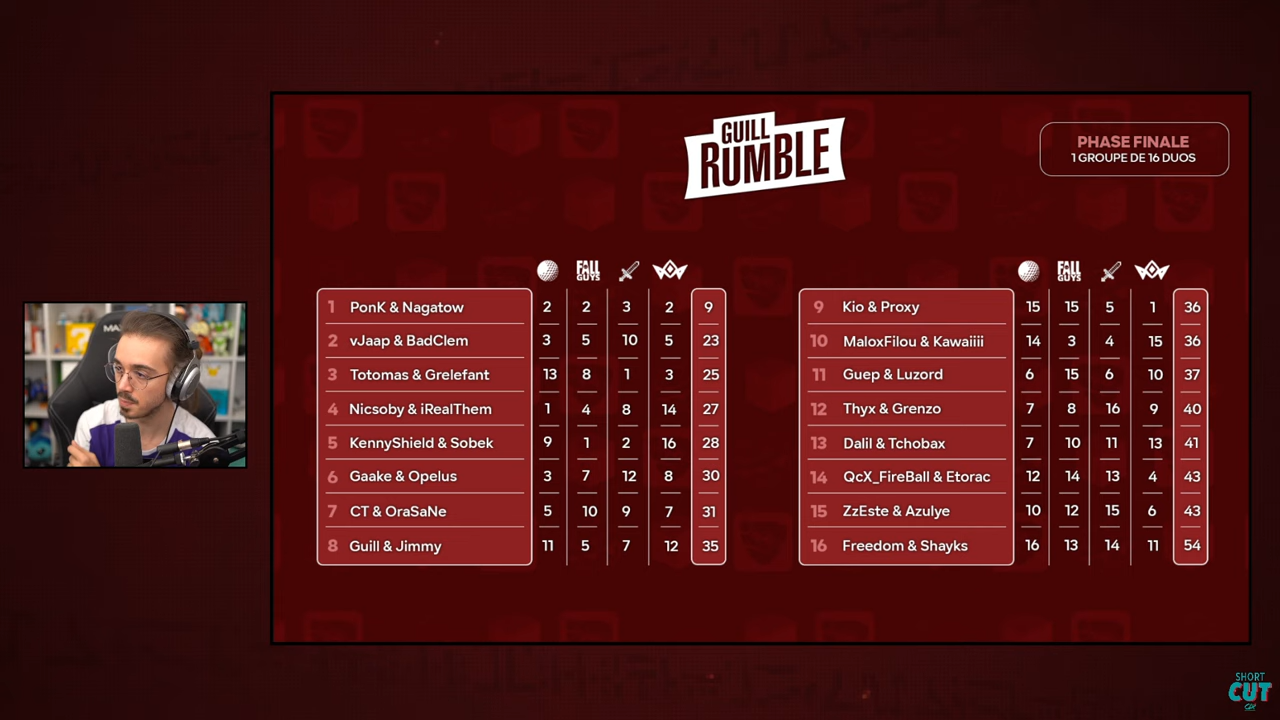 GUILL
RUMBLE
PHASE FINALE
1 GROUPE DE 16 DUOS
FALL GUYS
FALL GUYS
1 PonK & Nagatow 2 2 3 2 9
2 vJaap & BadClem 3 5 10 5 23
3 Totomas & Grelefant 13 8 1 3 25
4 Nicsoby & iRealThem 1 4 8 14 27
5 KennyShield & Sobek 9 1 2 16 28
6 Gaake & Opelus 3 7 12 8 30
7 CT & OraSaNe 5 10 9 7 31
8 Guill & Jimmy 11 5 7 12 35
9 Kio & Proxy 15 15 5 1 36
10 MaloxFilou & Kawaiiii 14 3 4 15 36
11 Guep & Luzord 6 15 6 10 37
12 Thyx & Grenzo 7 8 16 9 40
13 Dalil & Tchobax 7 10 11 13 41
14 QcX_FireBall & Etorac 12 14 13 4 43
15 ZzEste & Azulye 10 12 15 6 43
16 Freedom & Shayks 16 13 14 11 54
SHORT
CUT